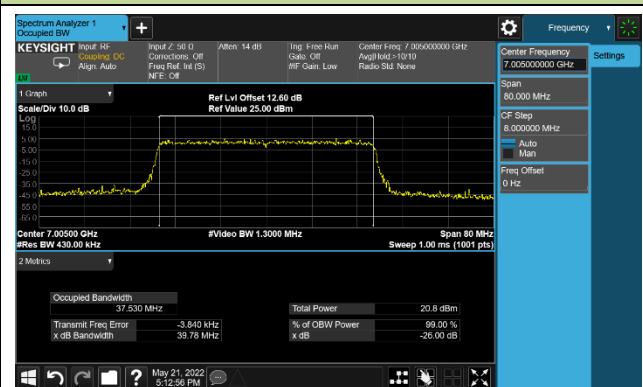 Spectrum Analyzer 1
Occupied BW
Frequency
KEYSIGHT
Input: RF
Coupling: DC
Align: Auto
Input Z: 50 Ω
Corrections: Off
Freq Ref: Int (S)
NFE: Off
Atten: 14 dB
Trig: Free Run
Gate: Off
#IF Gain: Low
Center Freq: 7.005000000 GHz
Avg|Hold:>10/10
Radio Std: None
Center Frequency
7.005000000 GHz
Settings
Span
80.000 MHz
CF Step
8.000000 MHz
Auto
Man
Freq Offset
0 Hz
1 Graph
Scale/Div 10.0 dB
Ref Lvl Offset 12.60 dB
Ref Value 25.00 dBm
Log
15.0
5.00
-5.00
-15.0
-25.0
-35.0
-45.0
-55.0
-65.0
Center 7.00500 GHz
#Res BW 430.00 kHz
#Video BW 1.3000 MHz
Span 80 MHz
Sweep 1.00 ms (1001 pts)
2 Metrics
Occupied Bandwidth
37.530 MHz
Total Power 20.8 dBm
Transmit Freq Error -3.840 kHz
% of OBW Power 99.00 %
x dB Bandwidth 39.78 MHz
x dB -26.00 dB
May 21, 2022
5:12:56 PM